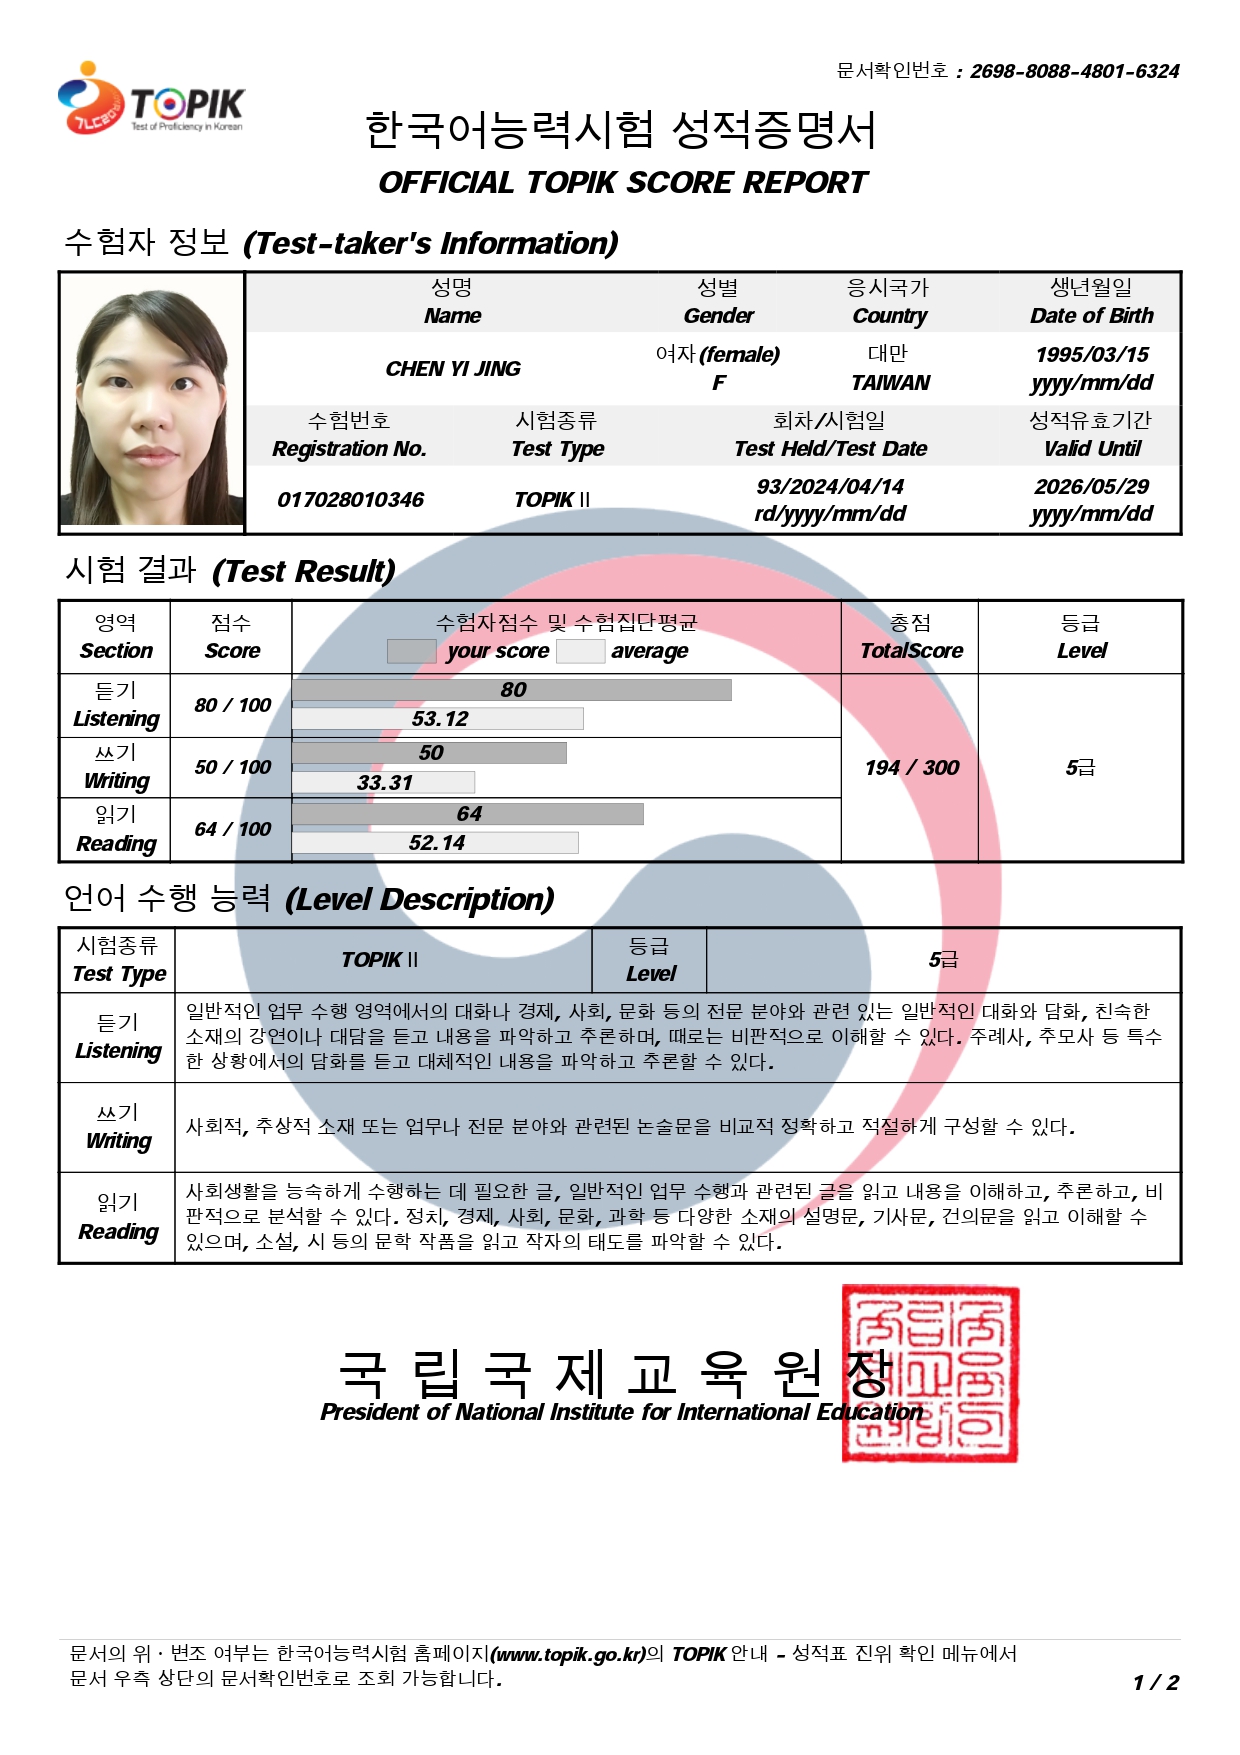 문서확인번호 : 2698-8088-4801-6324
TOPIK
Test of Proficiency in Korean
한국어능력시험 성적증명서
OFFICIAL TOPIK SCORE REPORT
수험자 정보 (Test-taker's Information)
성명 성별 응시국가 생년월일
Name Gender Country Date of Birth
CHEN YI JING 여자(female) 대만 1995/03/15
F TAIWAN yyyy/mm/dd
수험번호 시험종류 회차/시험일 성적유효기간
Registration No. Test Type Test Held/Test Date Valid Until
017028010346 TOPIK Ⅱ 93/2024/04/14 2026/05/29
rd/yyyy/mm/dd yyyy/mm/dd
시험 결과 (Test Result)
영역 점수 수험자점수 및 수험집단평균 총점 등급
Section Score your score average TotalScore Level
듣기 80 / 100 80
Listening 53.12
쓰기 50 / 100 50 194 / 300 5급
Writing 33.31
읽기 64 / 100 64
Reading 52.14
언어 수행 능력 (Level Description)
시험종류 TOPIK Ⅱ 등급 5급
Test Type Level
듣기
Listening
일반적인 업무 수행 영역에서의 대화나 경제, 사회, 문화 등의 전문 분야와 관련 있는 일반적인 대화와 담화, 친숙한
소재의 강연이나 대담을 듣고 내용을 파악하고 추론하며, 때로는 비판적으로 이해할 수 있다. 주례사, 추모사 등 특수
한 상황에서의 담화를 듣고 대체적인 내용을 파악하고 추론할 수 있다.
쓰기
Writing
사회적, 추상적 소재 또는 업무나 전문 분야와 관련된 논술문을 비교적 정확하고 적절하게 구성할 수 있다.
읽기
Reading
사회생활을 능숙하게 수행하는 데 필요한 글, 일반적인 업무 수행과 관련된 글을 읽고 내용을 이해하고, 추론하고, 비
판적으로 분석할 수 있다. 정치, 경제, 사회, 문화, 과학 등 다양한 소재의 설명문, 기사문, 건의문을 읽고 이해할 수
있으며, 소설, 시 등의 문학 작품을 읽고 작자의 태도를 파악할 수 있다.
국립국제교육원장
President of National Institute for International Education
문서의 위ㆍ변조 여부는 한국어능력시험 홈페이지(www.topik.go.kr)의 TOPIK 안내 - 성적표 진위 확인 메뉴에서
문서 우측 상단의 문서확인번호로 조회 가능합니다.
1 / 2